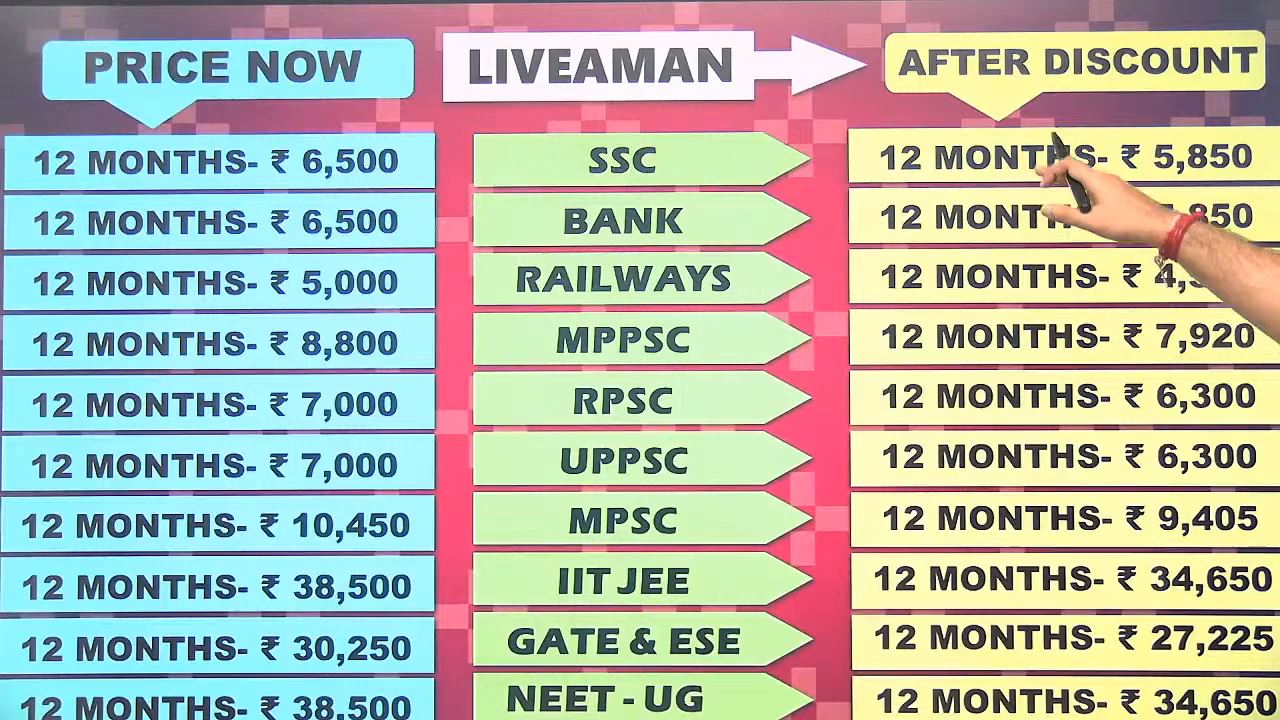 PRICE NOW LIVEAMAN AFTER DISCOUNT
12 MONTHS- ₹ 6,500 SSC 12 MONTHS- ₹ 5,850
12 MONTHS- ₹ 6,500 BANK 12
12 MONTHS- ₹ 5,000 RAILWAYS 12 MONTHS- ₹
12 MONTHS- ₹ 8,800 MPPSC 12 MONTHS- ₹ 7,920
12 MONTHS- ₹ 7,000 RPSC 12 MONTHS- ₹ 6,300
12 MONTHS- ₹ 7,000 UPPSC 12 MONTHS- ₹ 6,300
12 MONTHS- ₹ 10,450 MPSC 12 MONTHS- ₹ 9,405
12 MONTHS- ₹ 38,500 IIT JEE 12 MONTHS- ₹ 34,650
12 MONTHS- ₹ 30,250 GATE & ESE 12 MONTHS- ₹ 27,225
12 MONTHS- ₹ 38,500 NEET - UG 12 MONTHS- ₹ 34,650